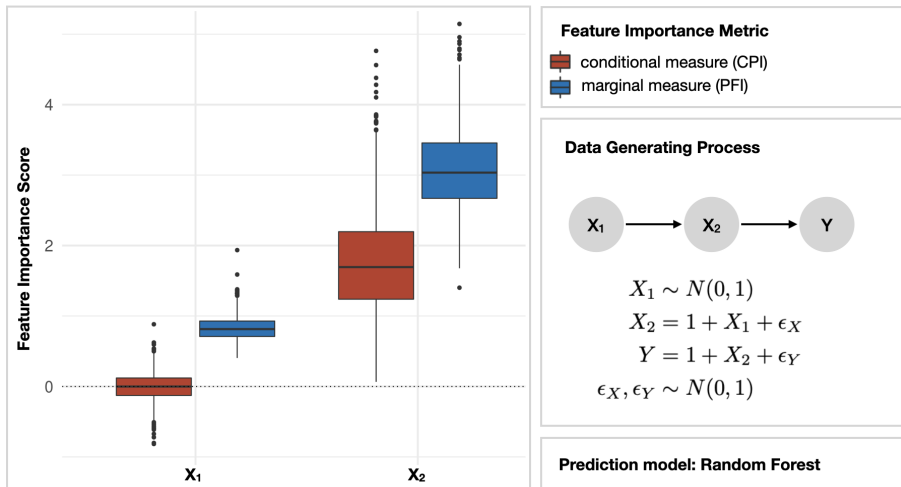 Feature Importance Score
4
2
0
X₁
X₂
Feature Importance Metric
conditional measure (CPI)
marginal measure (PFI)
Data Generating Process
X₁ X₂ Y
X₁ ∼ N(0, 1)
X₂ = 1 + X₁ + ϵ_X
Y = 1 + X₂ + ϵ_Y
ϵ_X, ϵ_Y ∼ N(0, 1)
Prediction model: Random Forest